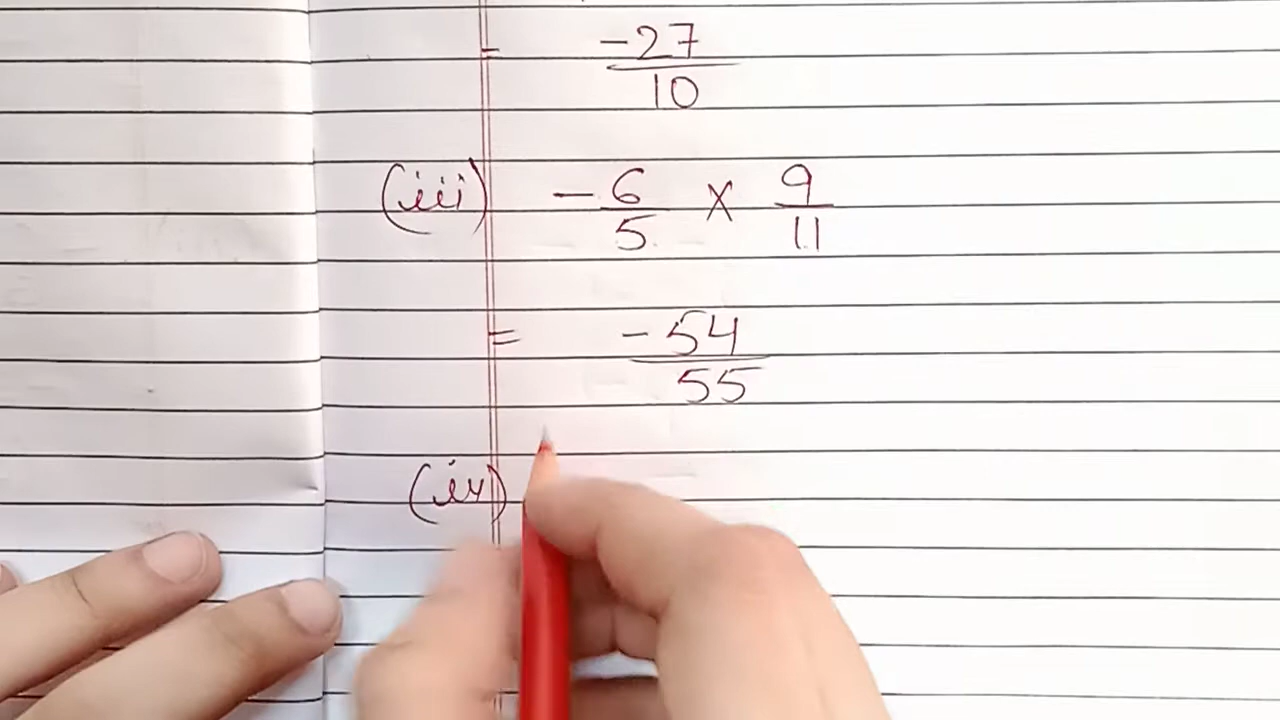 = -27/10
(iii) -6/5 × 9/11
= -54/55
(iv)